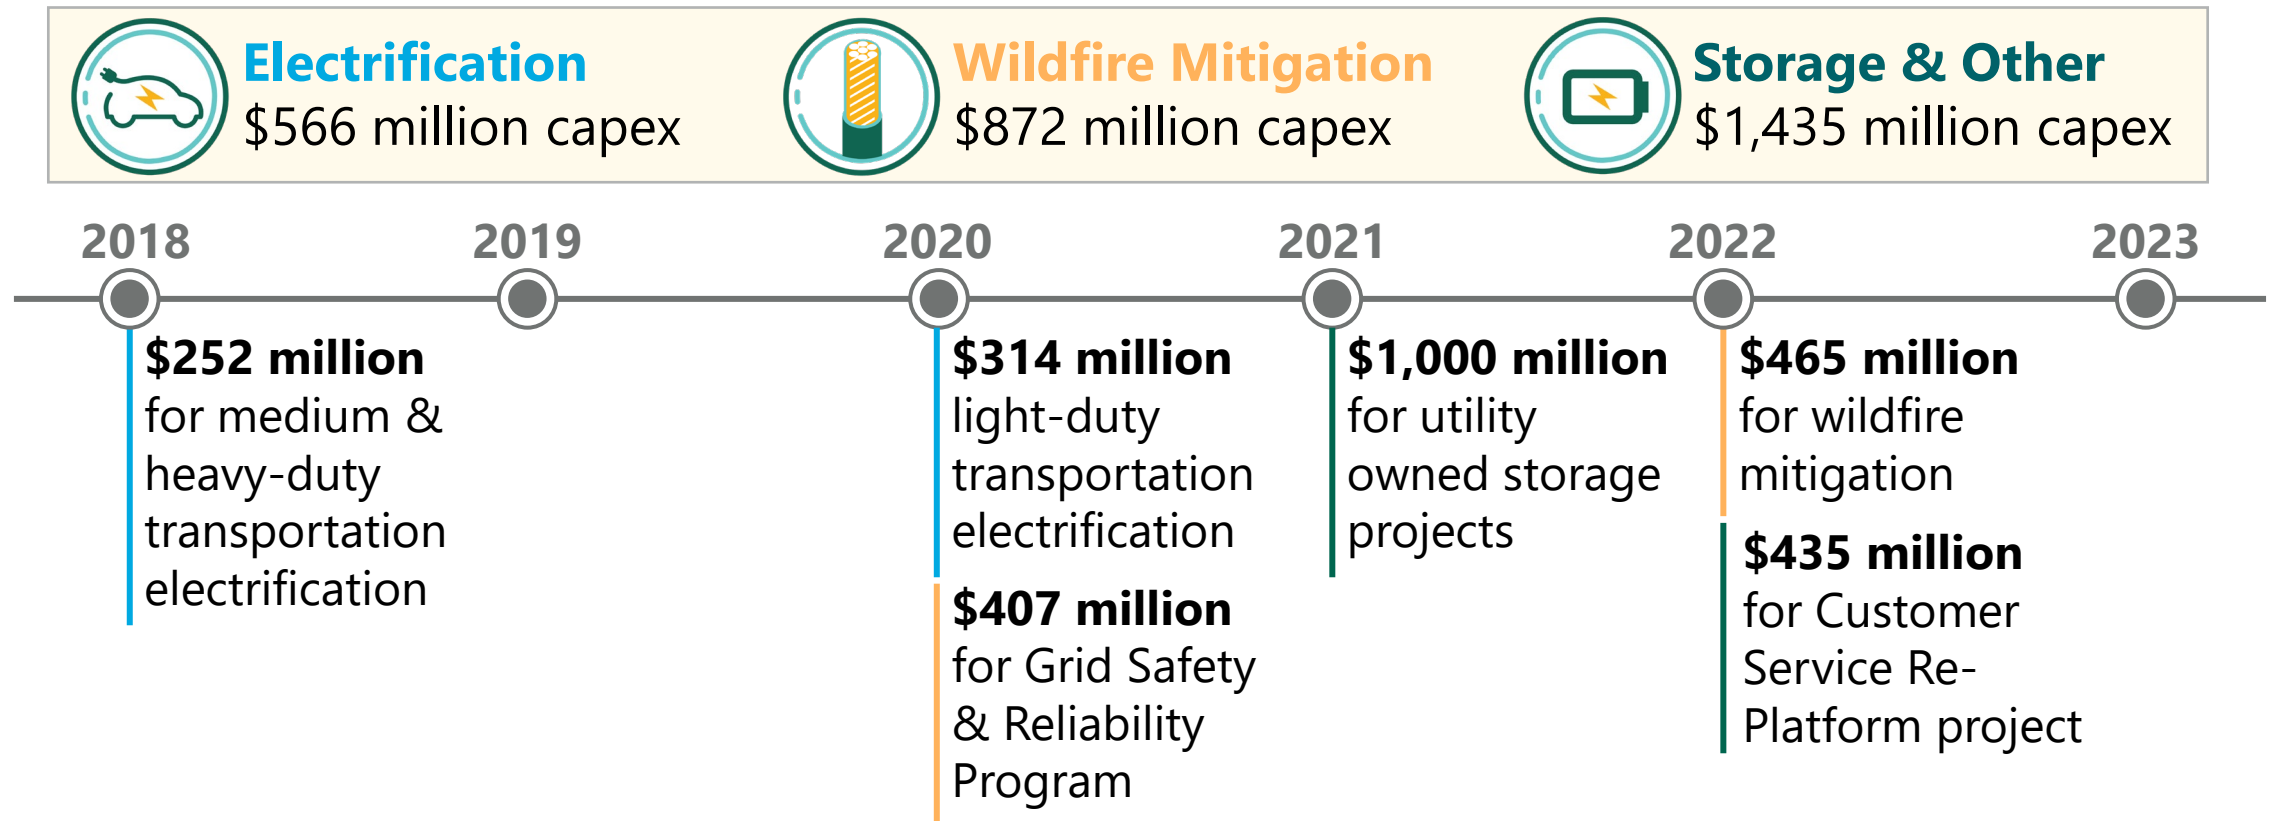 Electrification
$566 million capex
Wildfire Mitigation
$872 million capex
Storage & Other
$1,435 million capex
2018
2019
2020
2021
2022
2023
$252 million
for medium &
heavy-duty
transportation
electrification
$314 million
light-duty
transportation
electrification
$407 million
for Grid Safety
& Reliability
Program
$1,000 million
for utility
owned storage
projects
$465 million
for wildfire
mitigation
$435 million
for Customer
Service Re-
Platform project